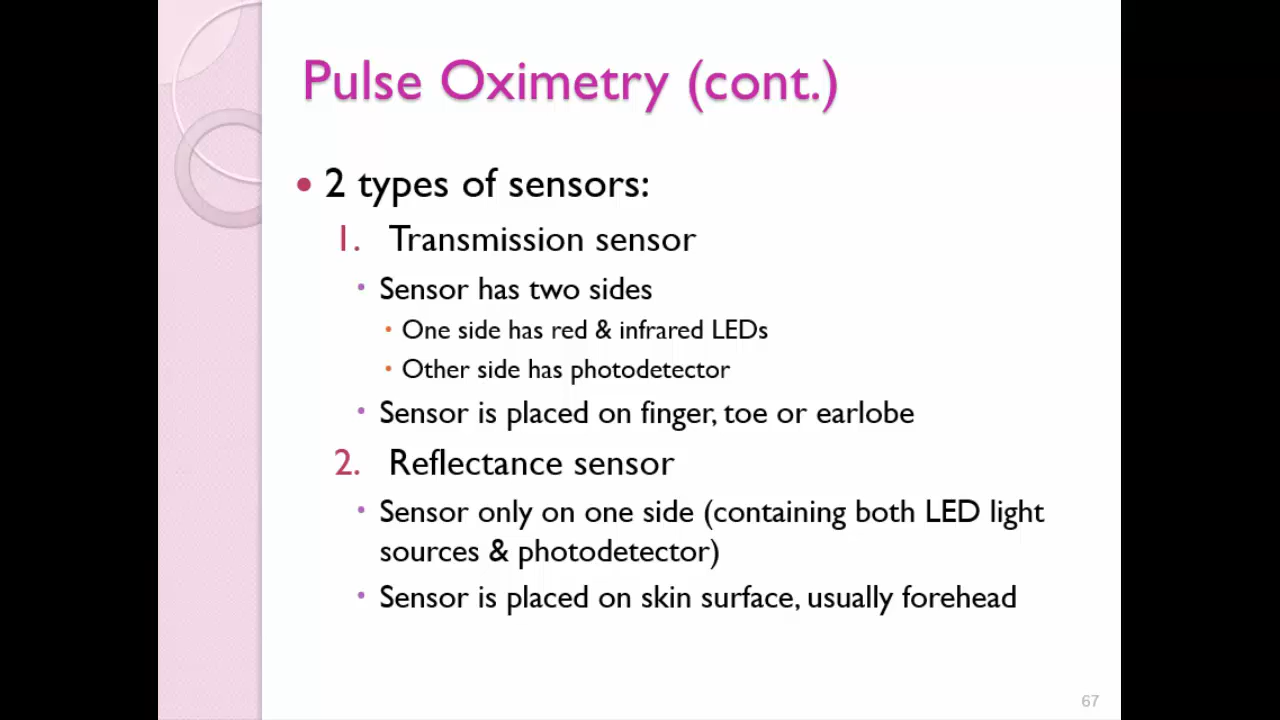 Pulse Oximetry (cont.)
• 2 types of sensors:
1. Transmission sensor
• Sensor has two sides
• One side has red & infrared LEDs
• Other side has photodetector
• Sensor is placed on finger, toe or earlobe
2. Reflectance sensor
• Sensor only on one side (containing both LED light
sources & photodetector)
• Sensor is placed on skin surface, usually forehead
67